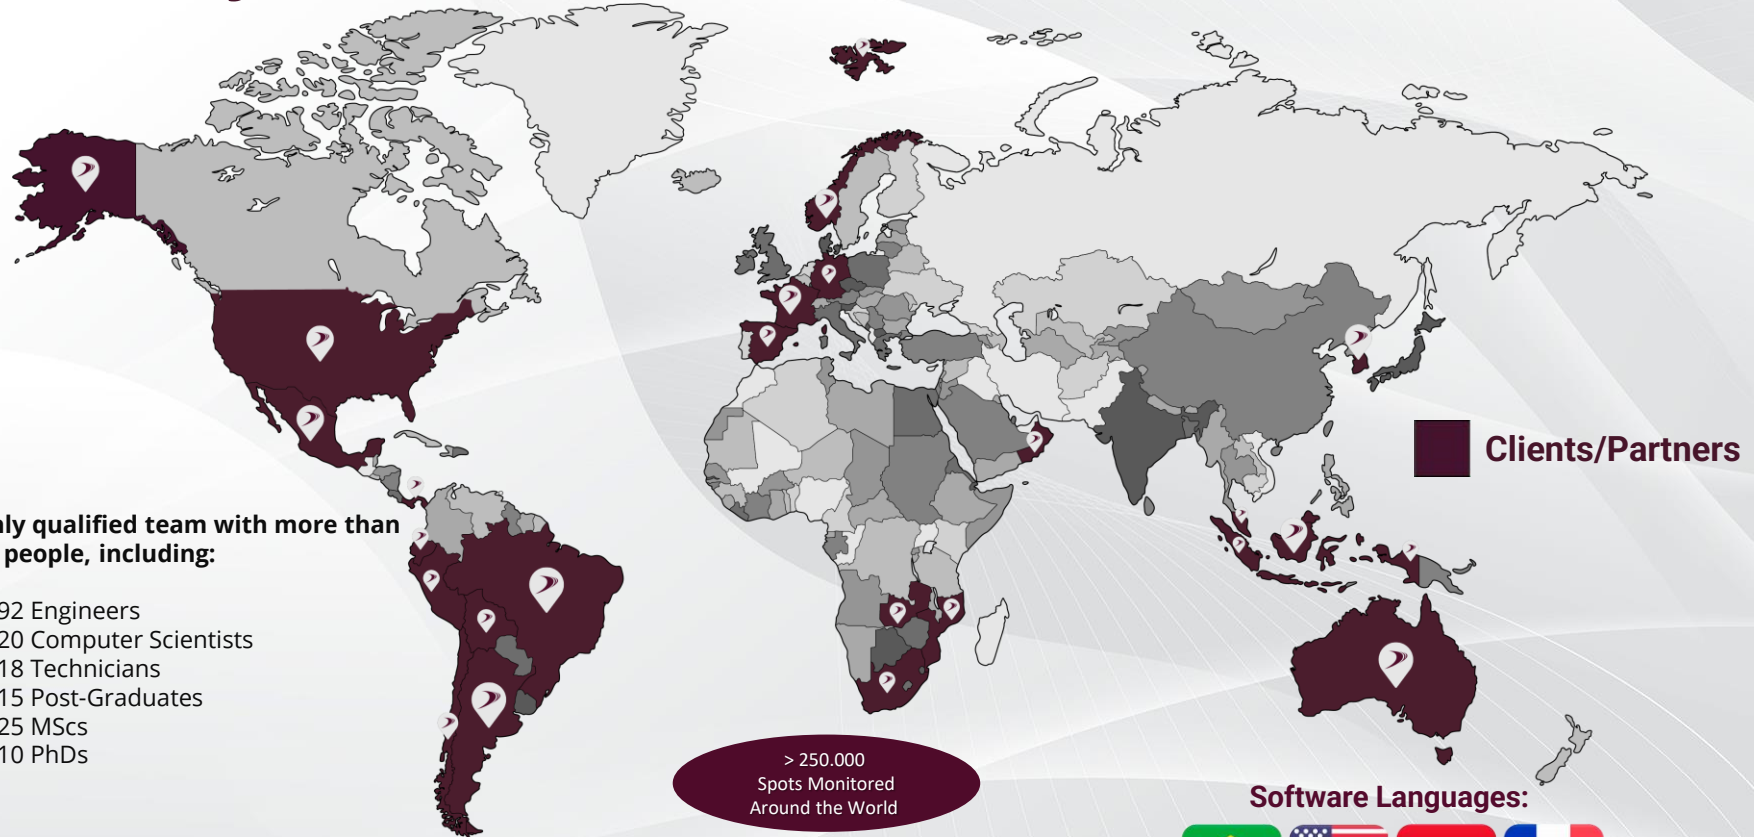 Clients/Partners
qualified team with more than
people, including:
92 Engineers
20 Computer Scientists
18 Technicians
15 Post-Graduates
25 MScs
10 PhDs
> 250.000
Spots Monitored
Around the World
Software Languages: